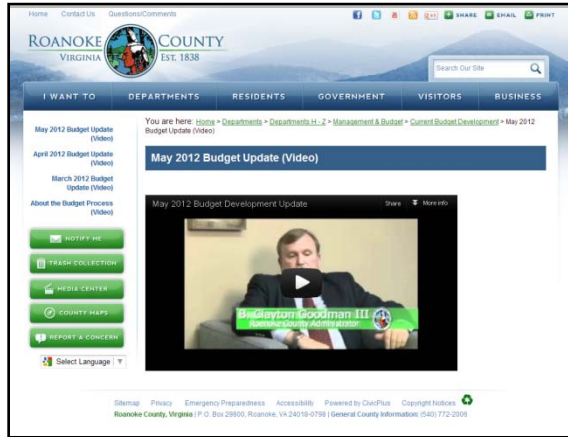 Home Contact Us Questions/Comments
SHARE EMAIL PRINT
ROANOKE COUNTY
VIRGINIA EST. 1838
Search Our Site
I WANT TO DEPARTMENTS RESIDENTS GOVERNMENT VISITORS BUSINESS
You are here: Home > Departments > Departments H - Z > Management & Budget > Current Budget Development > May 2012
Budget Update (Video)
May 2012 Budget Update
(Video)
April 2012 Budget Update
(Video)
March 2012 Budget
Update (Video)
About the Budget Process
(Video)
NOTIFY ME
TRASH COLLECTION
MEDIA CENTER
COUNTY MAPS
REPORT A CONCERN
Select Language
May 2012 Budget Update (Video)
May 2012 Budget Development Update Share More info
B. Clayton Goodman III
Roanoke County Administrator
Sitemap Privacy Emergency Preparedness Accessibility Powered by CivicPlus Copyright Notices
Roanoke County, Virginia | P.O. Box 29800, Roanoke, VA 24018-0798 | General County Information: (540) 772-2006